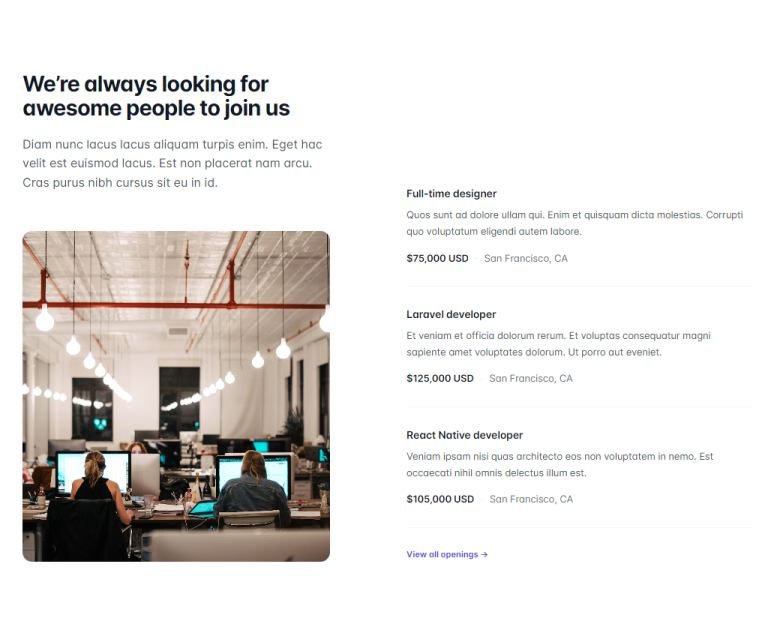 We're always looking for
awesome people to join us
Diam nunc lacus lacus aliquam turpis enim. Eget hac
velit est euismod lacus. Est non placerat nam arcu.
Cras purus nibh cursus sit eu in id.
Full-time designer
Quos sunt ad dolore ullam qui. Enim et quisquam dicta molestias. Corrupti
quo voluptatum eligendi autem labore.
$75,000 USD · San Francisco, CA
Laravel developer
Et veniam et officia dolorum rerum. Et voluptas consequatur magni
sapiente amet voluptates dolorum. Ut porro aut eveniet.
$125,000 USD · San Francisco, CA
React Native developer
Veniam ipsam nisi quas architecto eos non voluptatem in nemo. Est
occaecati nihil omnis delectus illum est.
$105,000 USD · San Francisco, CA
View all openings →